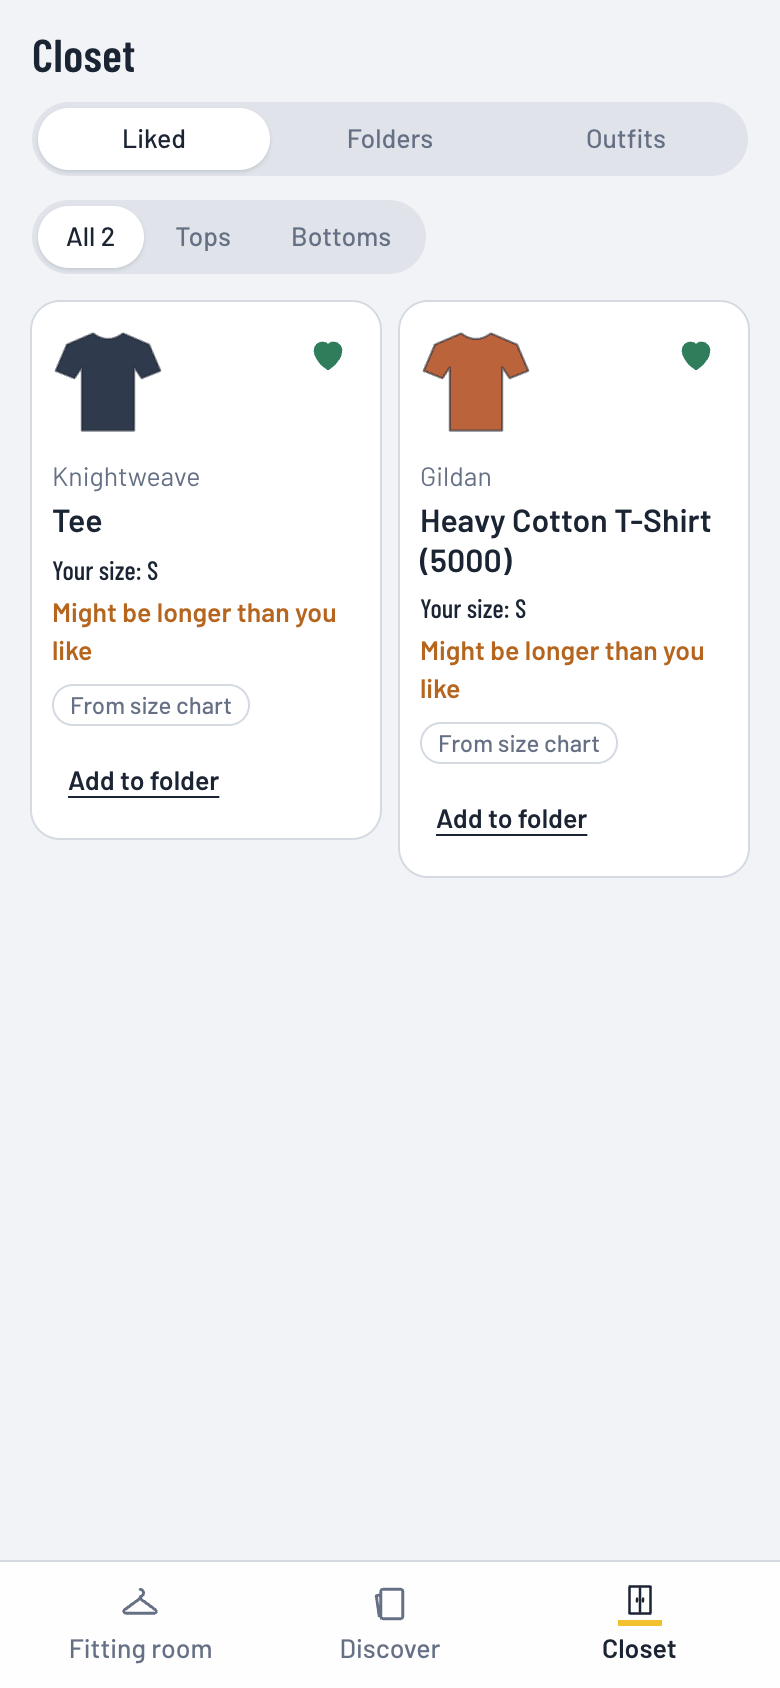 Closet
Liked
Folders
Outfits
All 2
Tops
Bottoms
Knightweave
Tee
Your size: S
Might be longer than you
like
From size chart
Add to folder
Gildan
Heavy Cotton T-Shirt
(5000)
Your size: S
Might be longer than you
like
From size chart
Add to folder
Fitting room
Discover
Closet